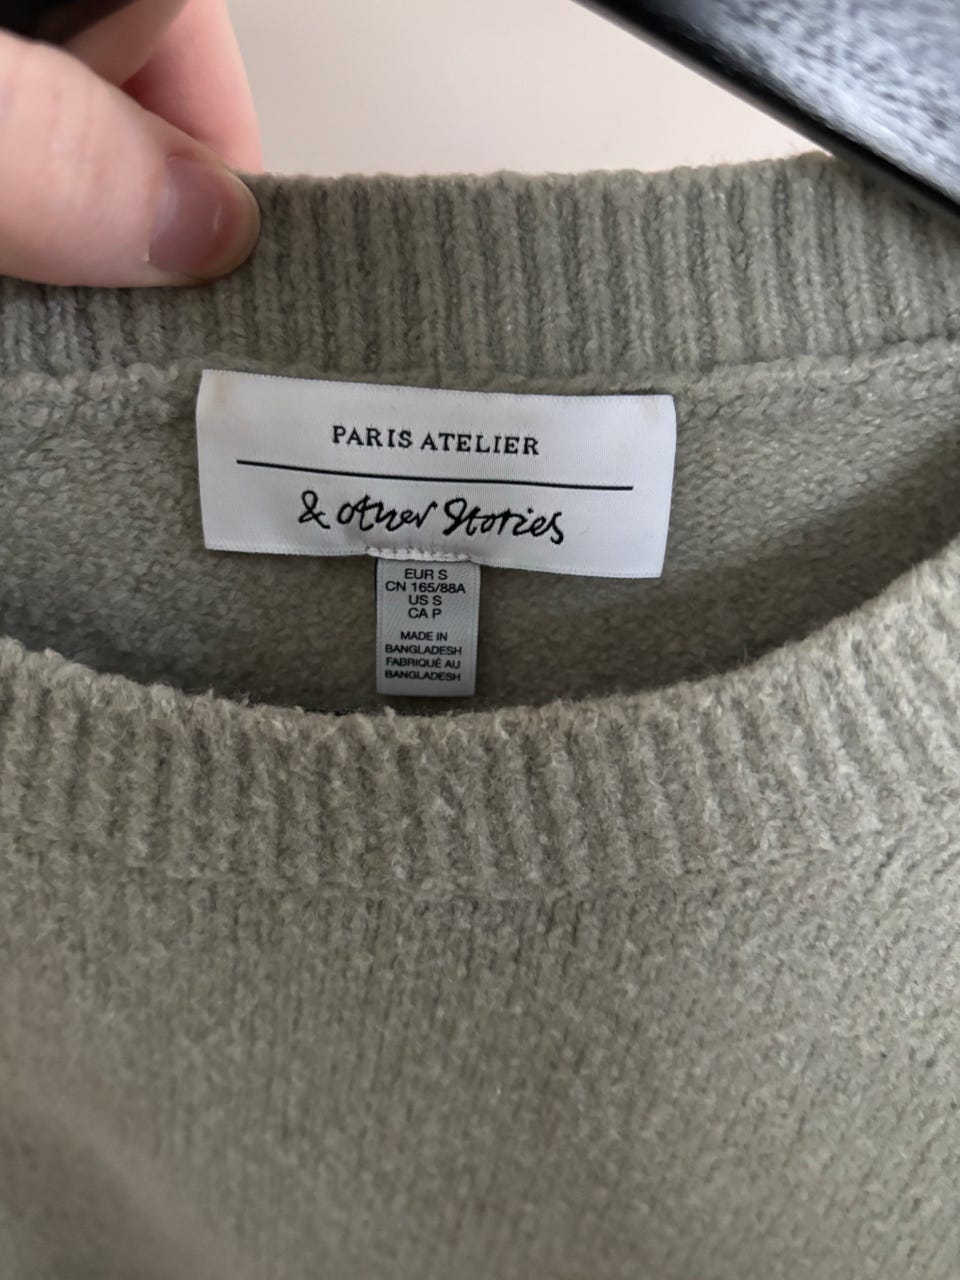 PARIS ATELIER
& other Stories
EUR S
CN 165/88A
US S
CA P
MADE IN
BANGLADESH
FABRIQUÉ AU
BANGLADESH